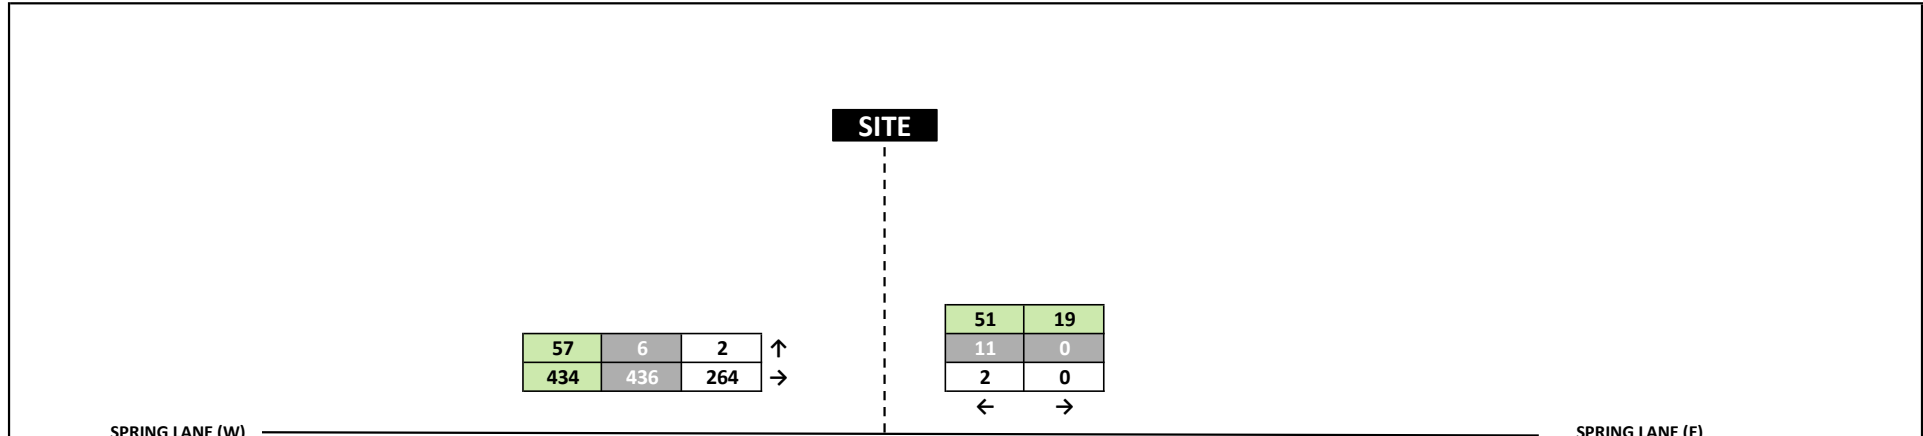 SITE
51 19
57 6 2 ↑
11 0
434 436 264 →
2 0
← →
SPRING LANE (W)
SPRING LANE (E)